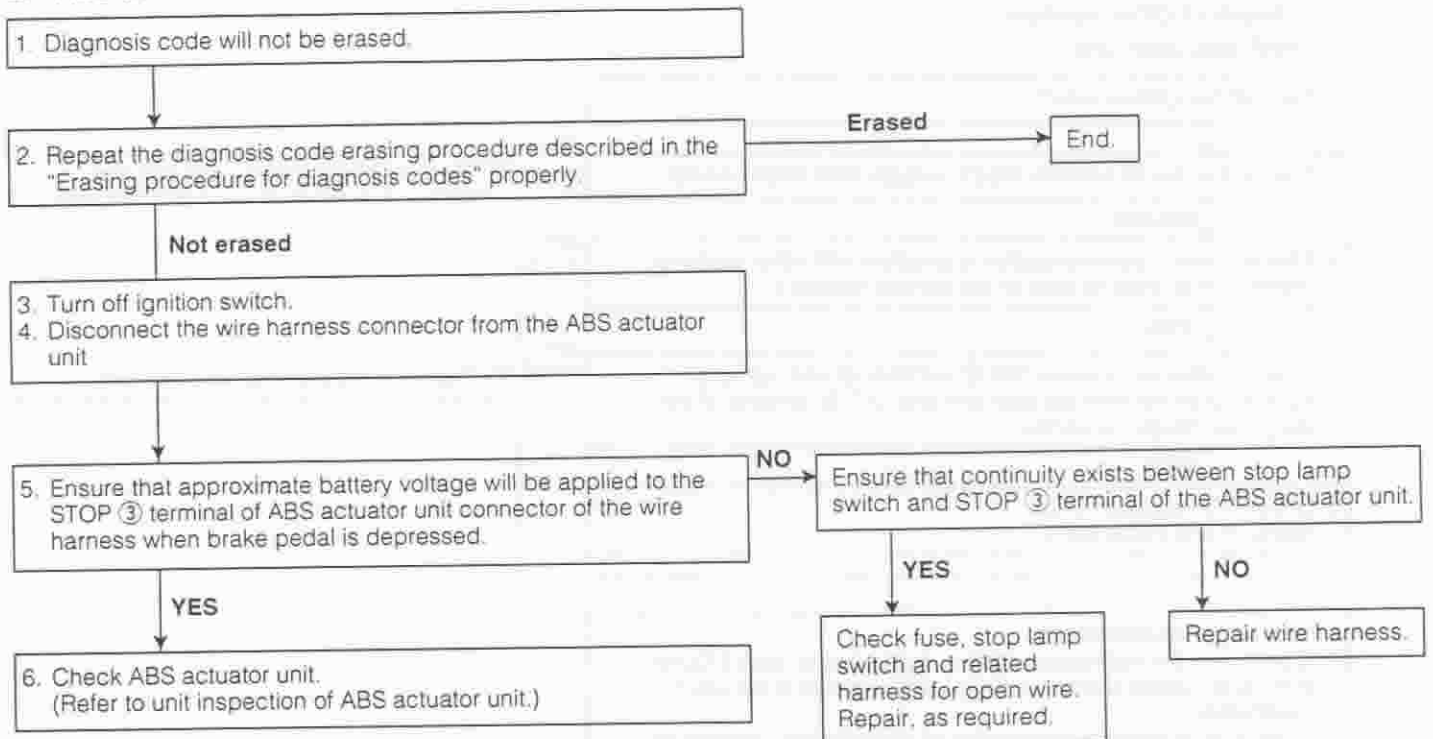 1. Diagnosis code will not be erased.
2. Repeat the diagnosis code erasing procedure described in the
"Erasing procedure for diagnosis codes" properly.
Erased
End.
Not erased
3. Turn off ignition switch.
4. Disconnect the wire harness connector from the ABS actuator
unit
5. Ensure that approximate battery voltage will be applied to the
STOP ③ terminal of ABS actuator unit connector of the wire
harness when brake pedal is depressed.
NO
Ensure that continuity exists between stop lamp
switch and STOP ③ terminal of the ABS actuator unit.
YES
6. Check ABS actuator unit.
(Refer to unit inspection of ABS actuator unit.)
YES
Check fuse, stop lamp
switch and related
harness for open wire.
Repair, as required.
NO
Repair wire harness.